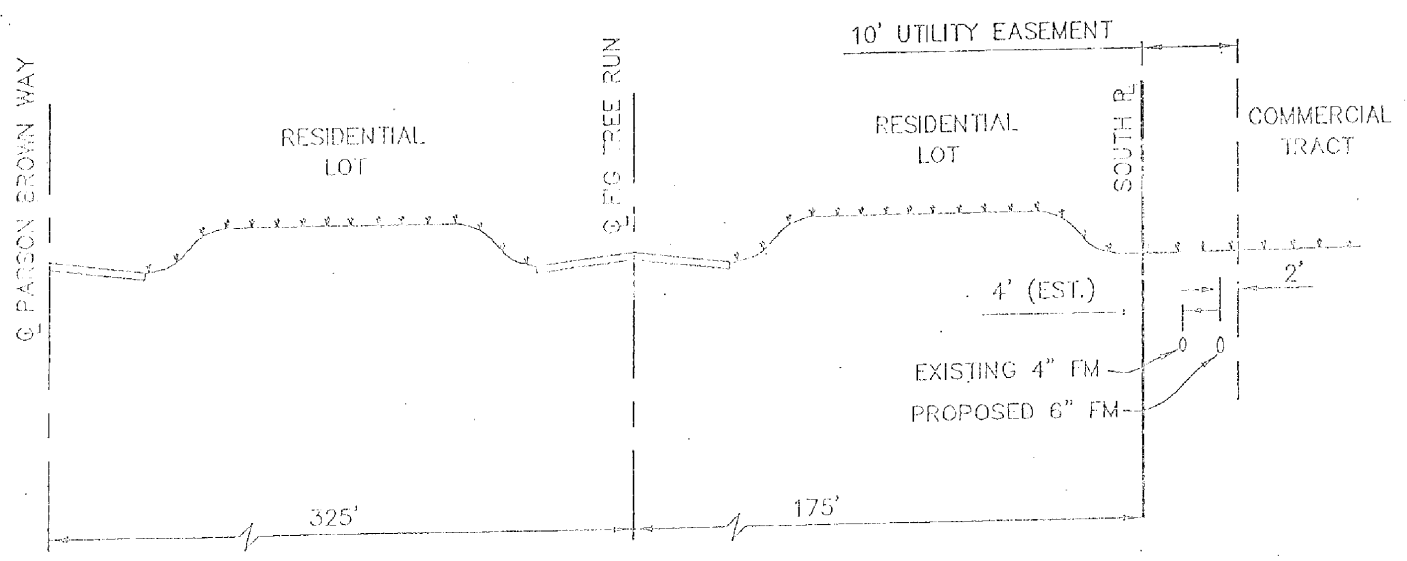 10' UTILITY EASEMENT
℄ PARSON BROWN WAY
RESIDENTIAL
LOT
℄ FIG TREE RUN
RESIDENTIAL
LOT
SOUTH ℞
COMMERCIAL
TRACT
4' (EST.)
2'
EXISTING 4" FM
PROPOSED 6" FM
325'
175'